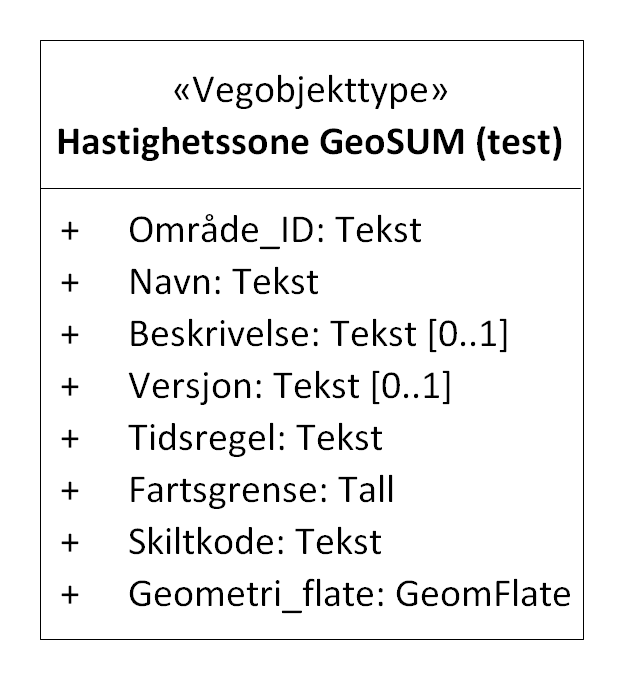 «Vegobjekttype»
Hastighetssone GeoSUM (test)
+ Område_ID: Tekst
+ Navn: Tekst
+ Beskrivelse: Tekst [0..1]
+ Versjon: Tekst [0..1]
+ Tidsregel: Tekst
+ Fartsgrense: Tall
+ Skiltkode: Tekst
+ Geometri_flate: GeomFlate